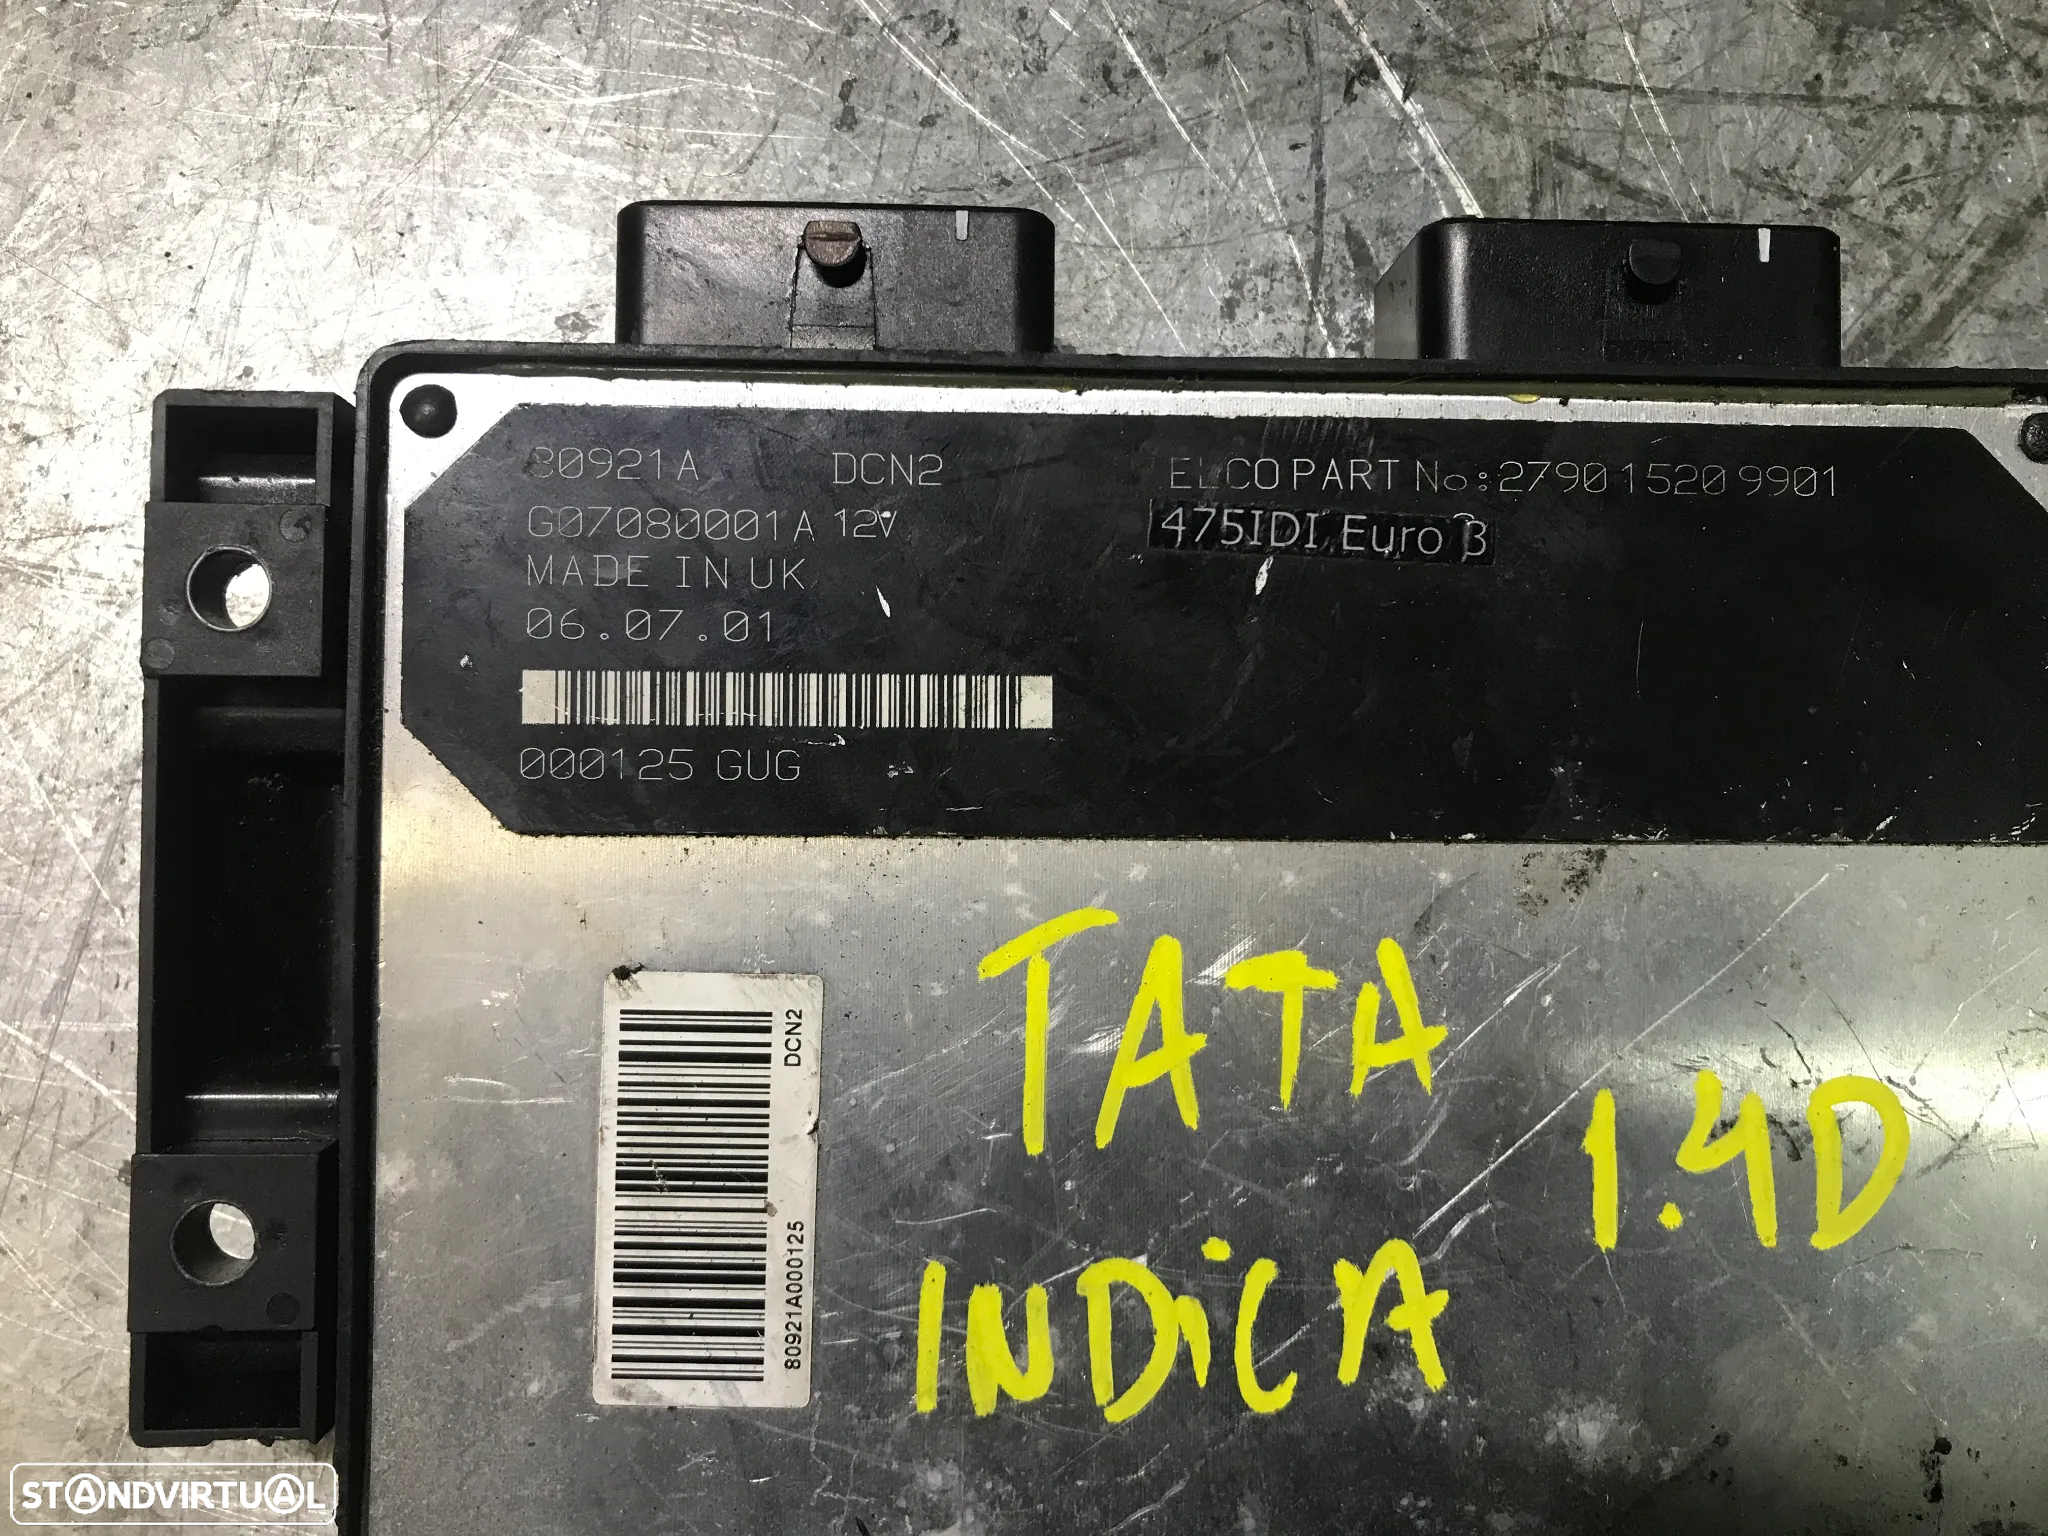 80921A DCN2
G07080001A 12V
MADE IN UK
06.07.01
000125 GUG
ELCO PART No:2790 1520 9901
475IDI Euro 3
DCN2
80921A000125
TATA
INDiCA
1.4D
STANDVIRTUAL